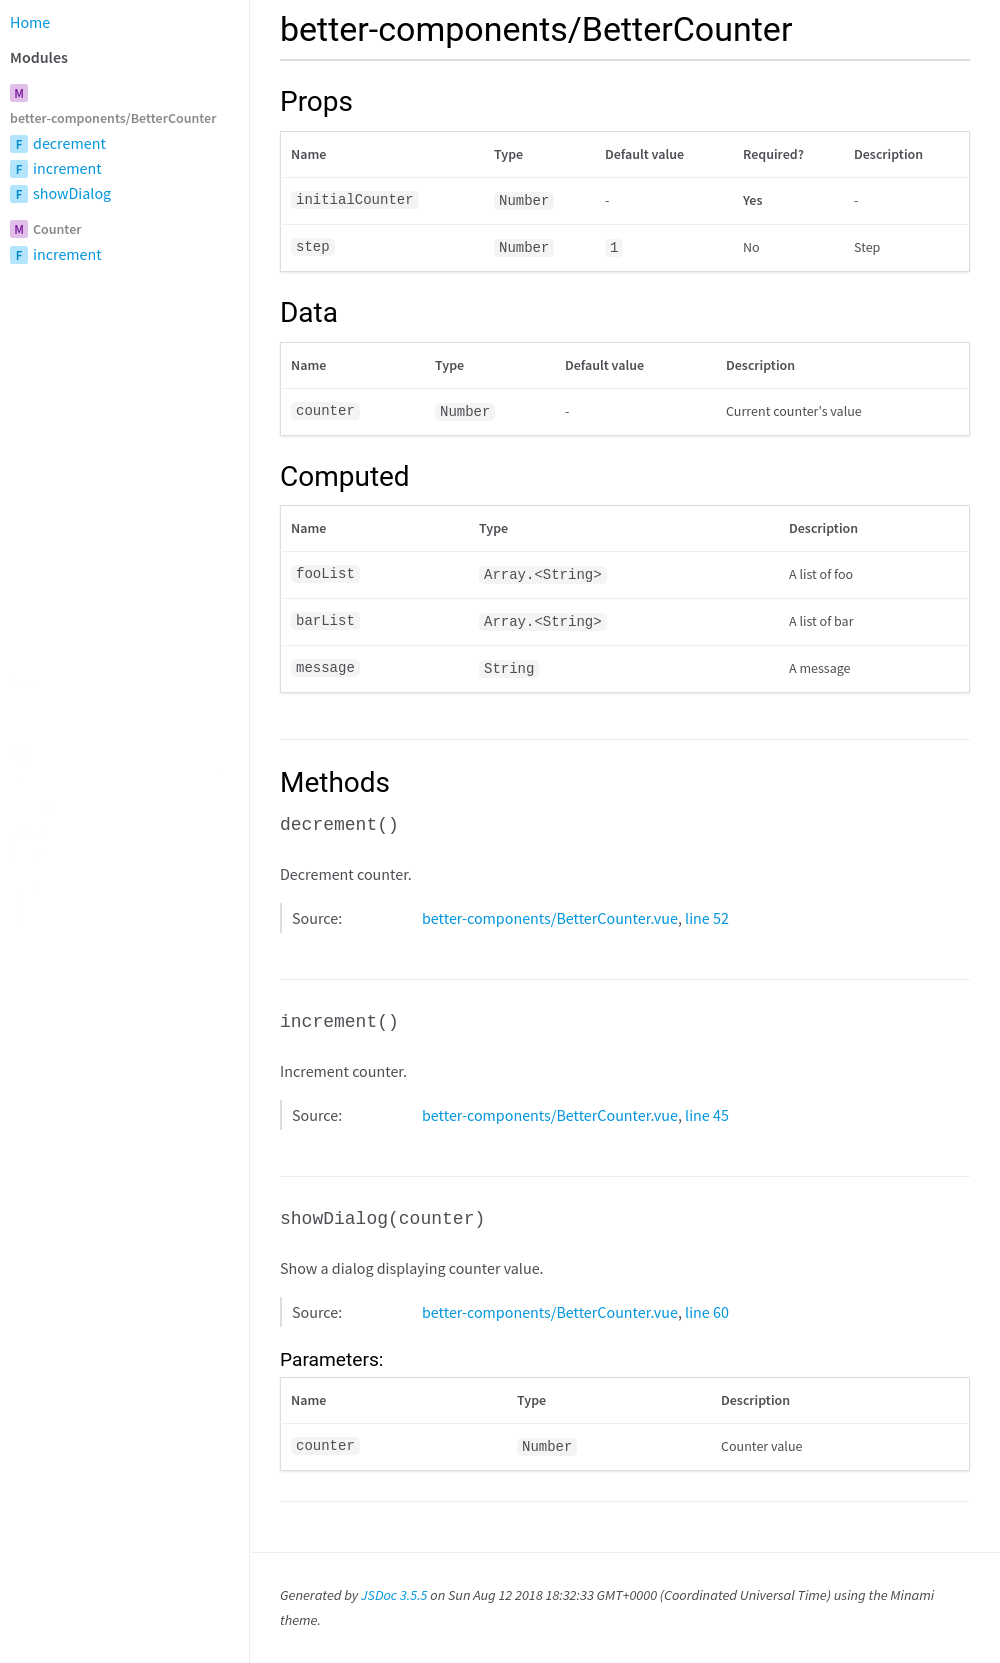 Home
Modules
M
better-components/BetterCounter
F decrement
F increment
F showDialog
M Counter
F increment
better-components/BetterCounter
Props
Name Type Default value Required? Description
initialCounter Number - Yes -
step Number 1 No Step
Data
Name Type Default value Description
counter Number - Current counter's value
Computed
Name Type Description
fooList Array.<String> A list of foo
barList Array.<String> A list of bar
message String A message
Methods
decrement()
Decrement counter.
Source: better-components/BetterCounter.vue, line 52
increment()
Increment counter.
Source: better-components/BetterCounter.vue, line 45
showDialog(counter)
Show a dialog displaying counter value.
Source: better-components/BetterCounter.vue, line 60
Parameters:
Name Type Description
counter Number Counter value
Generated by JSDoc 3.5.5 on Sun Aug 12 2018 18:32:33 GMT+0000 (Coordinated Universal Time) using the Minami
theme.